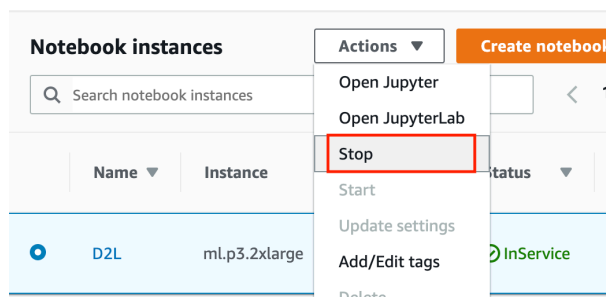 Notebook instances
Actions
Create notebook
Search notebook instances
Open Jupyter
Open JupyterLab
Stop
Start
Update settings
Add/Edit tags
Delete
Name
Instance
Status
D2L
ml.p3.2xlarge
InService